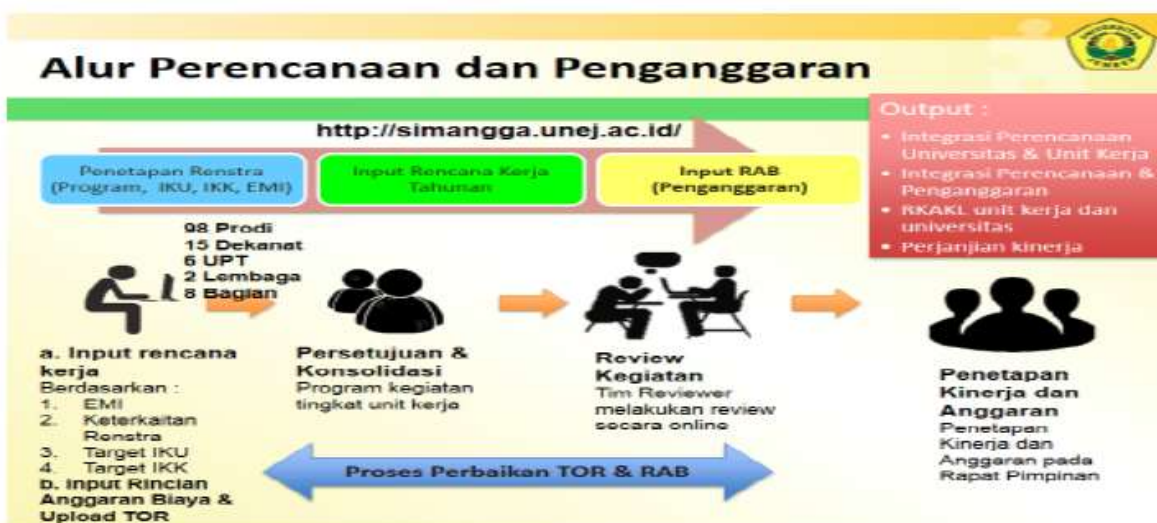 Alur Perencanaan dan Penganggaran
UNIVERSITAS
JEMBER
http://simangga.unej.ac.id/
Penetapan Renstra
(Program, IKU, IKK, EMI)
Input Rencana Kerja
Tahunan
Input RAB
(Penganggaran)
Output :
• Integrasi Perencanaan
Universitas & Unit Kerja
• Integrasi Perencanaan &
Penganggaran
• RKAKL unit kerja dan
universitas
• Perjanjian kinerja
98 Prodi
15 Dekanat
6 UPT
2 Lembaga
8 Bagian
a. Input rencana
kerja
Berdasarkan :
1. EMI
2. Keterkaitan
Renstra
3. Target IKU
4. Target IKK
b. Input Rincian
Anggaran Biaya &
Upload TOR
Persetujuan &
Konsolidasi
Program kegiatan
tingkat unit kerja
Review
Kegiatan
Tim Reviewer
melakukan review
secara online
Penetapan
Kinerja dan
Anggaran
Penetapan
Kinerja dan
Anggaran pada
Rapat Pimpinan
Proses Perbaikan TOR & RAB